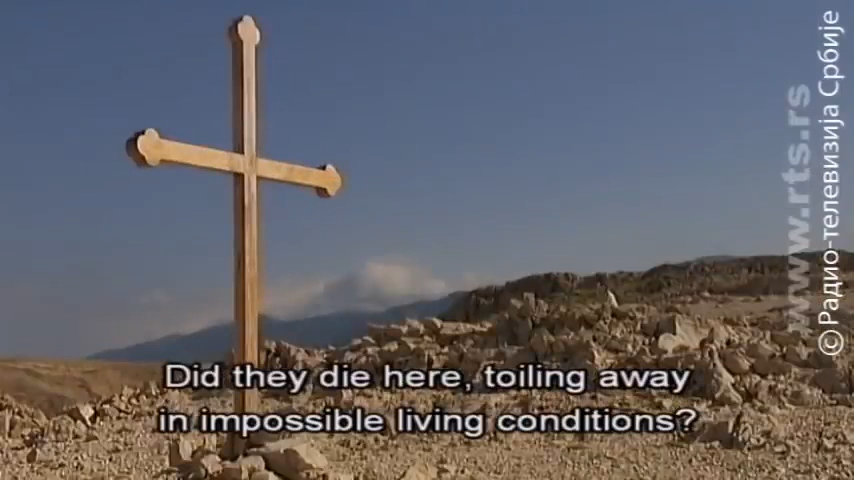 Did they die here, toiling away
in impossible living conditions?
www.rts.rs
©Радио-телевизија Србије